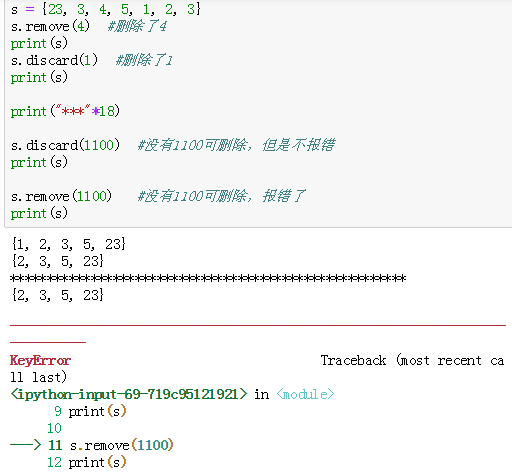 s = {23, 3, 4, 5, 1, 2, 3}
s.remove(4)  #删除了4
print(s)
s.discard(1)  #删除了1
print(s)
print("***"*18)
s.discard(1100)  #没有1100可删除，但是不报错
print(s)
s.remove(1100)   #没有1100可删除，报错了
print(s)
{1, 2, 3, 5, 23}
{2, 3, 5, 23}
******************************************************
{2, 3, 5, 23}
---------------------------------------------------------------------------
KeyError                                  Traceback (most recent ca
ll last)
<ipython-input-69-719c95121921> in <module>
      9 print(s)
     10
---> 11 s.remove(1100)
     12 print(s)